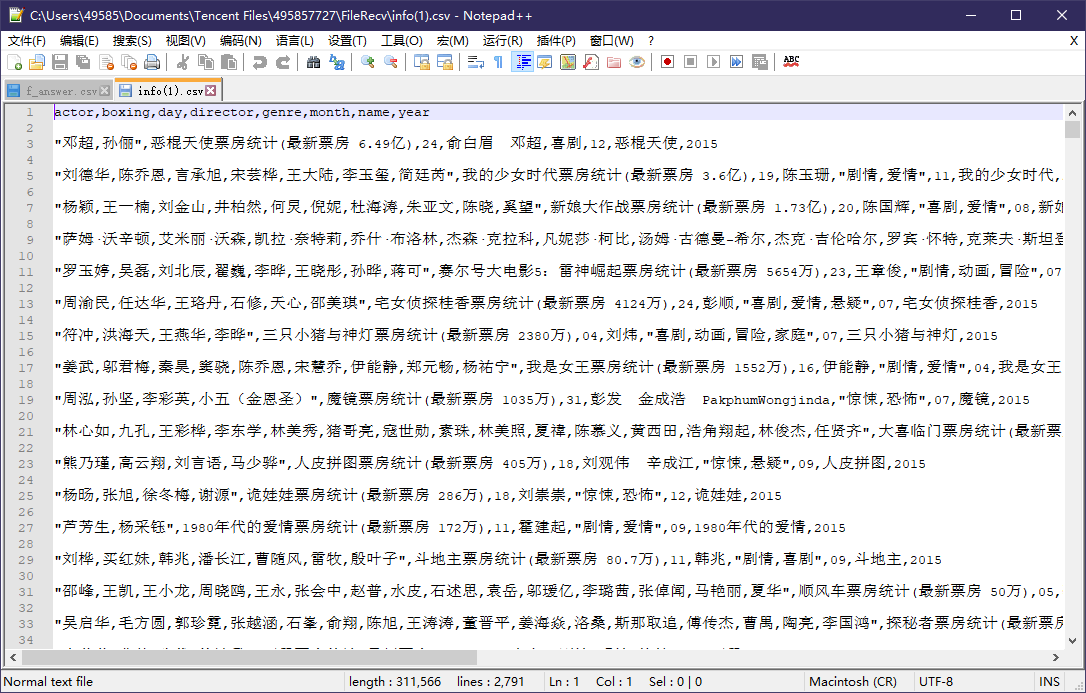 C:\Users\49585\Documents\Tencent Files\495857727\FileRecv\info(1).csv - Notepad++
文件(F) 编辑(E) 搜索(S) 视图(V) 编码(N) 语言(L) 设置(T) 工具(O) 宏(M) 运行(R) 插件(P) 窗口(W) ? X
ABC
f_answer.csv info(1).csv
1 actor,boxing,day,director,genre,month,name,year
2
3 "邓超,孙俪",恶棍天使票房统计(最新票房 6.49亿),24,俞白眉　邓超,喜剧,12,恶棍天使,2015
4
5 "刘德华,陈乔恩,言承旭,宋芸桦,王大陆,李玉玺,简廷芮",我的少女时代票房统计(最新票房 3.6亿),19,陈玉珊,"剧情,爱情",11,我的少女时代,
6
7 "杨颖,王一楠,刘金山,井柏然,何炅,倪妮,杜海涛,朱亚文,陈晓,奚望",新娘大作战票房统计(最新票房 1.73亿),20,陈国辉,"喜剧,爱情",08,新娘
8
9 "萨姆·沃辛顿,艾米丽·沃森,凯拉·奈特莉,乔什·布洛林,杰森·克拉科,凡妮莎·柯比,汤姆·古德曼-希尔,杰克·吉伦哈尔,罗宾·怀特,克莱夫·斯坦登
10
11 "罗玉婷,吴磊,刘北辰,翟巍,李晔,王晓彤,孙晔,蒋可",赛尔号大电影5：雷神崛起票房统计(最新票房 5654万),23,王章俊,"剧情,动画,冒险",07
12
13 "周渝民,任达华,王珞丹,石修,天心,邵美琪",宅女侦探桂香票房统计(最新票房 4124万),24,彭顺,"喜剧,爱情,悬疑",07,宅女侦探桂香,2015
14
15 "符冲,洪海天,王燕华,李晔",三只小猪与神灯票房统计(最新票房 2380万),04,刘炜,"喜剧,动画,冒险,家庭",07,三只小猪与神灯,2015
16
17 "姜武,邬君梅,秦昊,窦骁,陈乔恩,宋慧乔,伊能静,郑元畅,杨祐宁",我是女王票房统计(最新票房 1552万),16,伊能静,"剧情,爱情",04,我是女王
18
19 "周泓,孙坚,李彩英,小五（金恩圣）",魔镜票房统计(最新票房 1035万),31,彭发　金成浩　PakphumWongjinda,"惊悚,恐怖",07,魔镜,2015
20
21 "林心如,九孔,王彩桦,李东学,林美秀,猪哥亮,寇世勋,素珠,林美照,夏祎,陈慕义,黄西田,浩角翔起,林俊杰,任贤齐",大喜临门票房统计(最新票
22
23 "熊乃瑾,高云翔,刘言语,马少骅",人皮拼图票房统计(最新票房 405万),18,刘观伟　辛成江,"惊悚,悬疑",09,人皮拼图,2015
24
25 "杨旸,张旭,徐冬梅,谢源",诡娃娃票房统计(最新票房 286万),18,刘崇崇,"惊悚,恐怖",12,诡娃娃,2015
26
27 "芦芳生,杨采钰",1980年代的爱情票房统计(最新票房 172万),11,霍建起,"剧情,爱情",09,1980年代的爱情,2015
28
29 "刘桦,买红妹,韩兆,潘长江,曹随风,雷牧,殷叶子",斗地主票房统计(最新票房 80.7万),11,韩兆,"剧情,喜剧",09,斗地主,2015
30
31 "邵峰,王凯,王小龙,周晓鸥,王永,张会中,赵普,水皮,石述思,袁岳,邬瑗亿,李璐茜,张倬闻,马艳丽,夏华",顺风车票房统计(最新票房 50万),05,
32
33 "吴启华,毛方圆,郭珍霓,张越涵,石峯,俞翔,陈旭,王涛涛,董晋平,姜海焱,洛桑,斯那取追,傅传杰,曹禺,陶亮,李国鸿",探秘者票房统计(最新票房
34
Normal text file length : 311,566 lines : 2,791 Ln : 1 Col : 1 Sel : 0 | 0 Macintosh (CR) UTF-8 INS